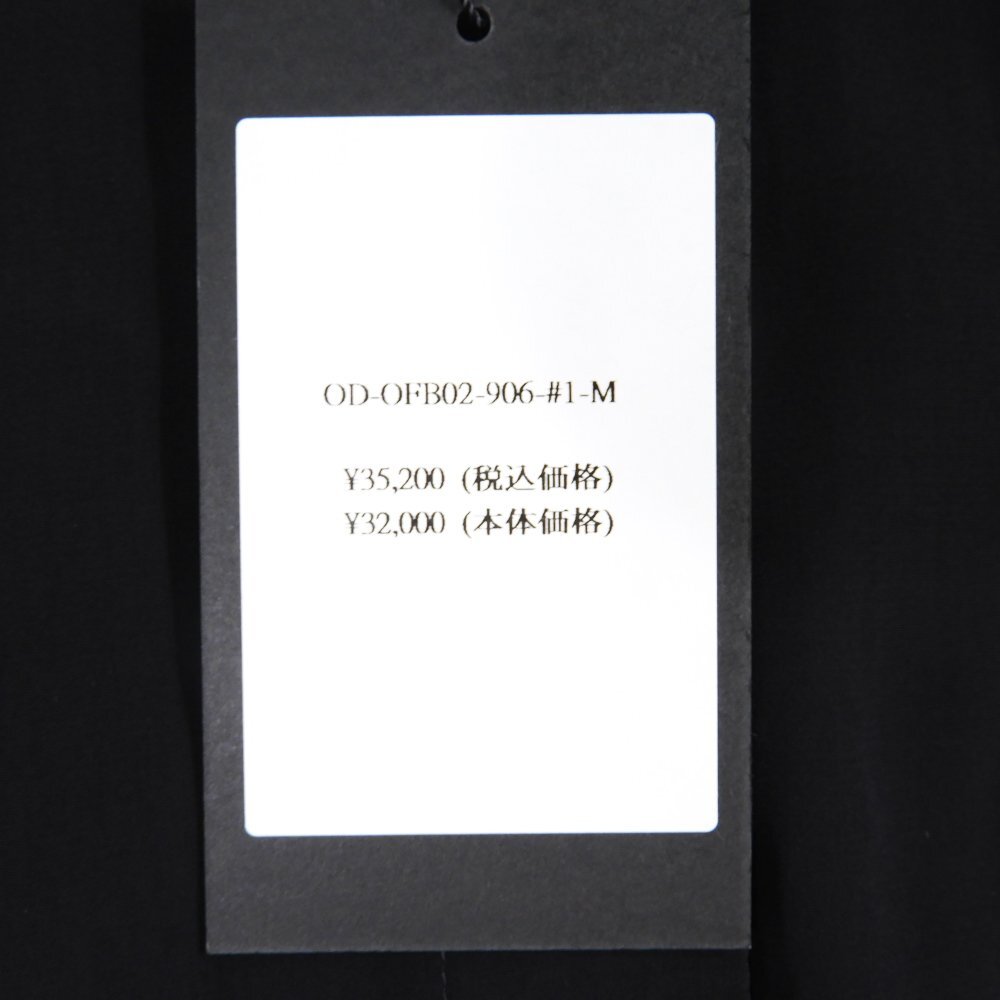 OD-OFB02-906-#1-M
¥35,200 (税込価格)
¥32,000 (本体価格)